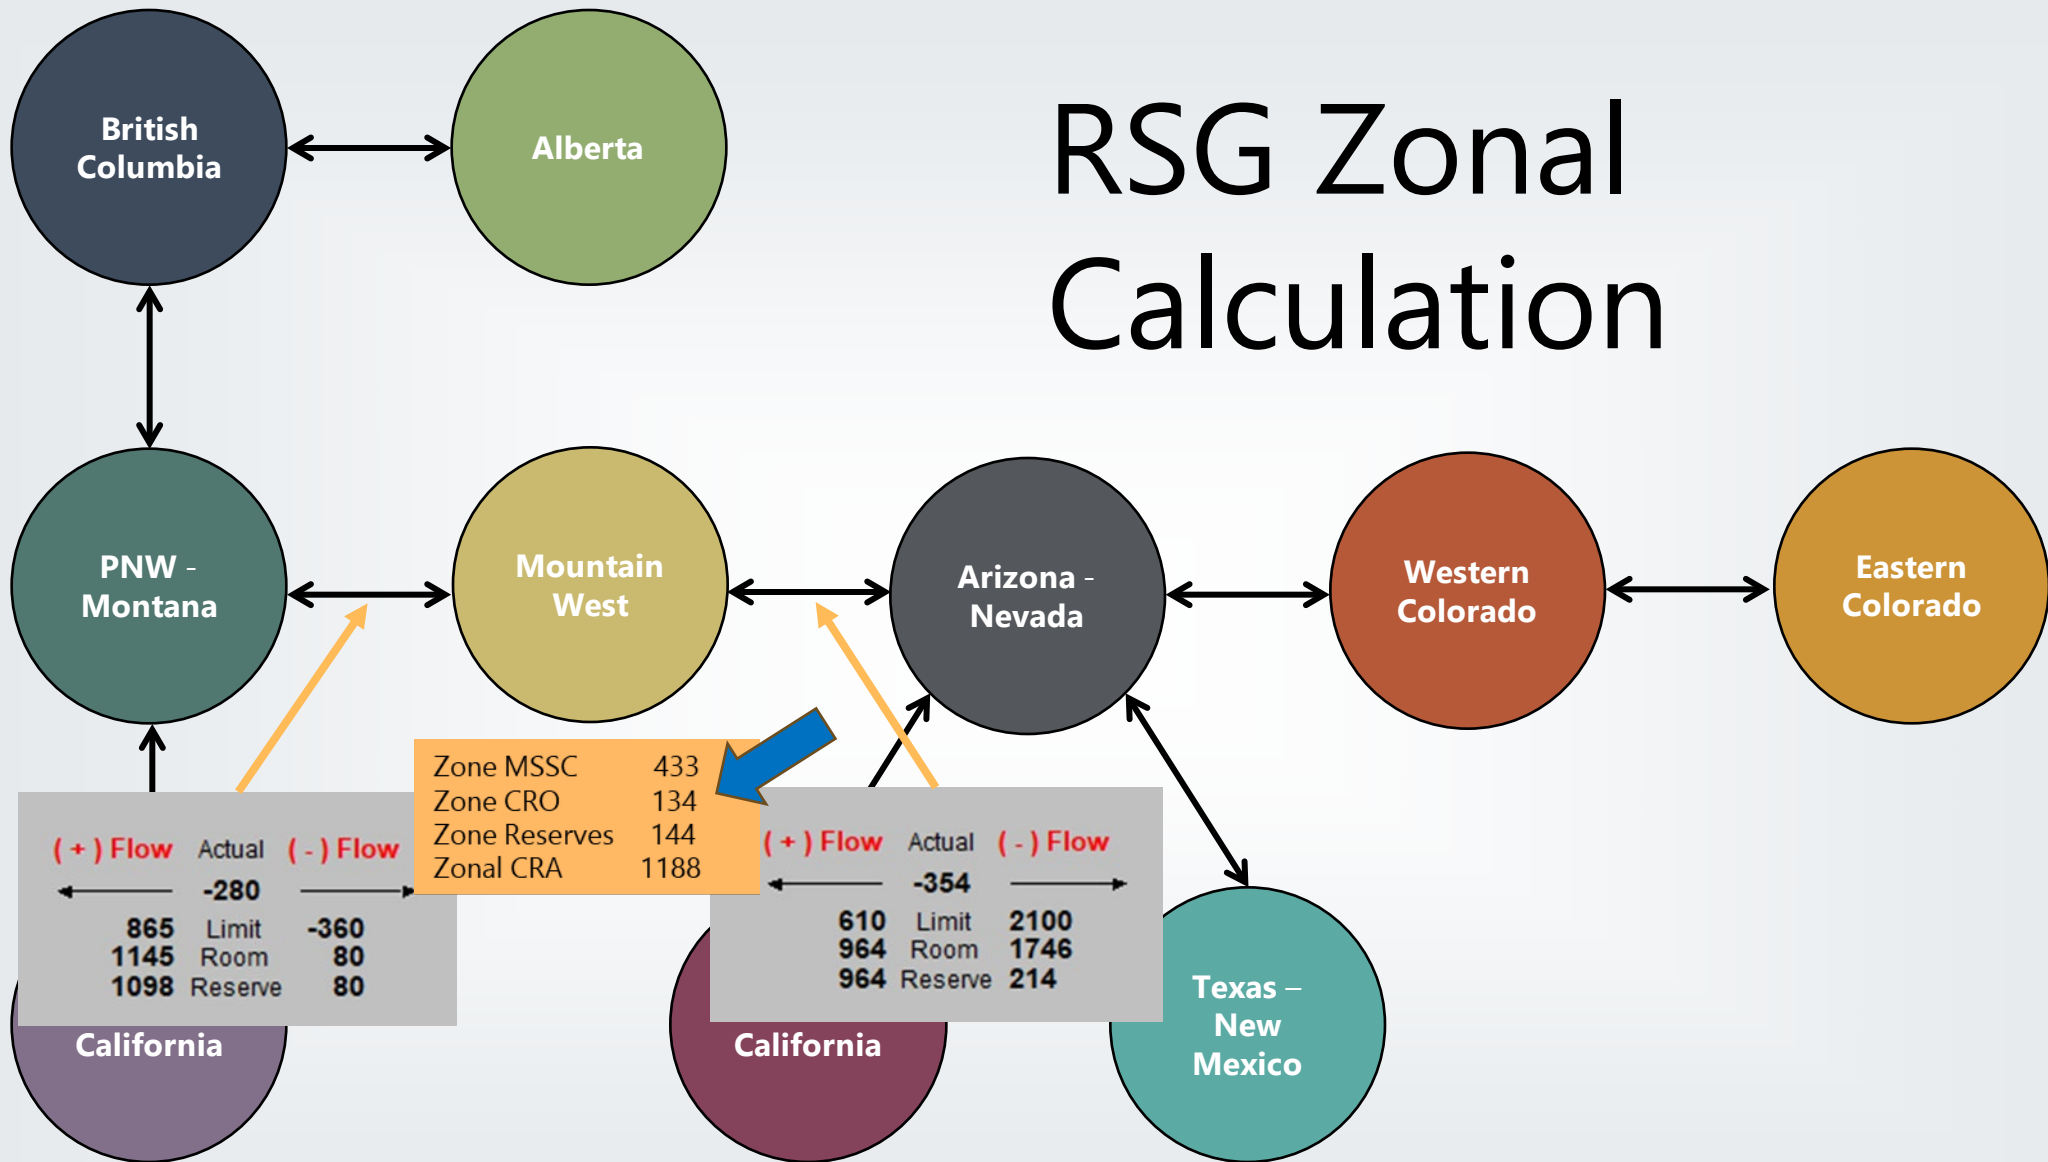 RSG Zonal
Calculation
British
Columbia
Alberta
PNW -
Montana
Mountain
West
Arizona -
Nevada
Western
Colorado
Eastern
Colorado
Zone MSSC 433
Zone CRO 134
Zone Reserves 144
Zonal CRA 1188
( + ) Flow Actual ( - ) Flow
-280
865 Limit -360
1145 Room 80
1098 Reserve 80
( + ) Flow Actual ( - ) Flow
-354
610 Limit 2100
964 Room 1746
964 Reserve 214
California
California
Texas –
New
Mexico